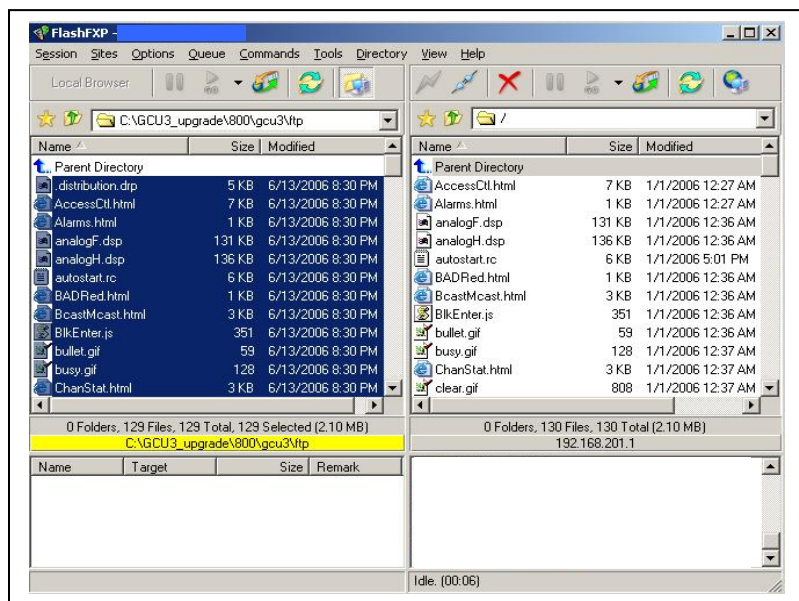 FlashFXP -
Session Sites Options Queue Commands Tools Directory View Help
Local Browser
C:\GCU3_upgrade\800\gcu3\ftp
Name Size Modified
Parent Directory
.distribution.drp 5 KB 6/13/2006 8:30 PM
AccessCtl.html 7 KB 6/13/2006 8:30 PM
Alarms.html 1 KB 6/13/2006 8:30 PM
analogF.dsp 131 KB 6/13/2006 8:30 PM
analogH.dsp 136 KB 6/13/2006 8:30 PM
autostart.rc 6 KB 6/13/2006 8:30 PM
BADRed.html 1 KB 6/13/2006 8:30 PM
BcastMcast.html 3 KB 6/13/2006 8:30 PM
BlkEnter.js 351 6/13/2006 8:30 PM
bullet.gif 59 6/13/2006 8:30 PM
busy.gif 128 6/13/2006 8:30 PM
ChanStat.html 3 KB 6/13/2006 8:30 PM
0 Folders, 129 Files, 129 Total, 129 Selected (2.10 MB)
C:\GCU3_upgrade\800\gcu3\ftp
Name Target Size Remark
/
Name Size Modified
Parent Directory
AccessCtl.html 7 KB 1/1/2006 12:27 AM
Alarms.html 1 KB 1/1/2006 12:27 AM
analogF.dsp 131 KB 1/1/2006 12:36 AM
analogH.dsp 136 KB 1/1/2006 12:36 AM
autostart.rc 6 KB 1/1/2006 5:01 PM
BADRed.html 1 KB 1/1/2006 12:36 AM
BcastMcast.html 3 KB 1/1/2006 12:36 AM
BlkEnter.js 351 1/1/2006 12:36 AM
bullet.gif 59 1/1/2006 12:36 AM
busy.gif 128 1/1/2006 12:37 AM
ChanStat.html 3 KB 1/1/2006 12:37 AM
clear.gif 808 1/1/2006 12:37 AM
0 Folders, 130 Files, 130 Total (2.10 MB)
192.168.201.1
Idle. (00:06)